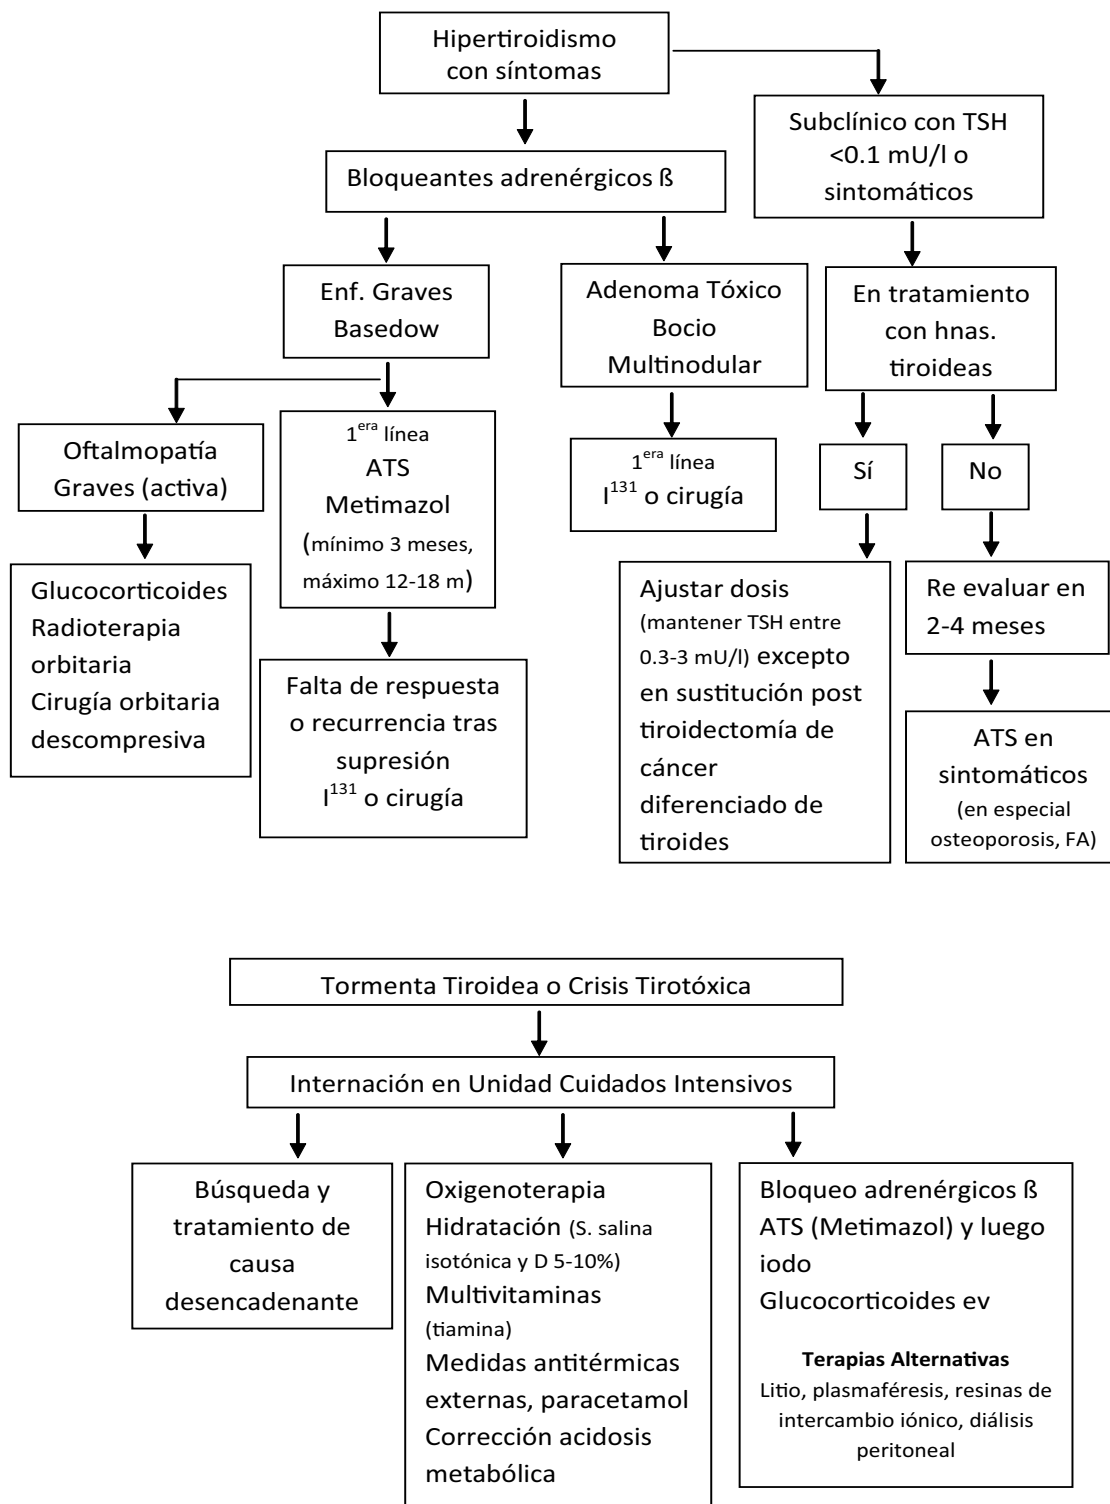 Hipertiroidismo
con síntomas
Subclínico con TSH
<0.1 mU/l o
sintomáticos
Bloqueantes adrenérgicos ß
Enf. Graves
Basedow
Adenoma Tóxico
Bocio
Multinodular
En tratamiento
con hnas.
tiroideas
Oftalmopatía
Graves (activa)
1era línea
ATS
Metimazol
(mínimo 3 meses,
máximo 12-18 m)
1era línea
I131 o cirugía
Sí
No
Glucocorticoides
Radioterapia
orbitaria
Cirugía orbitaria
descompresiva
Falta de respuesta
o recurrencia tras
supresión
I131 o cirugía
Ajustar dosis
(mantener TSH entre
0.3-3 mU/l) excepto
en sustitución post
tiroidectomía de
cáncer
diferenciado de
tiroides
Re evaluar en
2-4 meses
ATS en
sintomáticos
(en especial
osteoporosis, FA)
Tormenta Tiroidea o Crisis Tirotóxica
Internación en Unidad Cuidados Intensivos
Búsqueda y
tratamiento de
causa
desencadenante
Oxigenoterapia
Hidratación (S. salina
isotónica y D 5-10%)
Multivitaminas
(tiamina)
Medidas antitérmicas
externas, paracetamol
Corrección acidosis
metabólica
Bloqueo adrenérgicos ß
ATS (Metimazol) y luego
iodo
Glucocorticoides ev
Terapias Alternativas
Litio, plasmaféresis, resinas de
intercambio iónico, diálisis
peritoneal